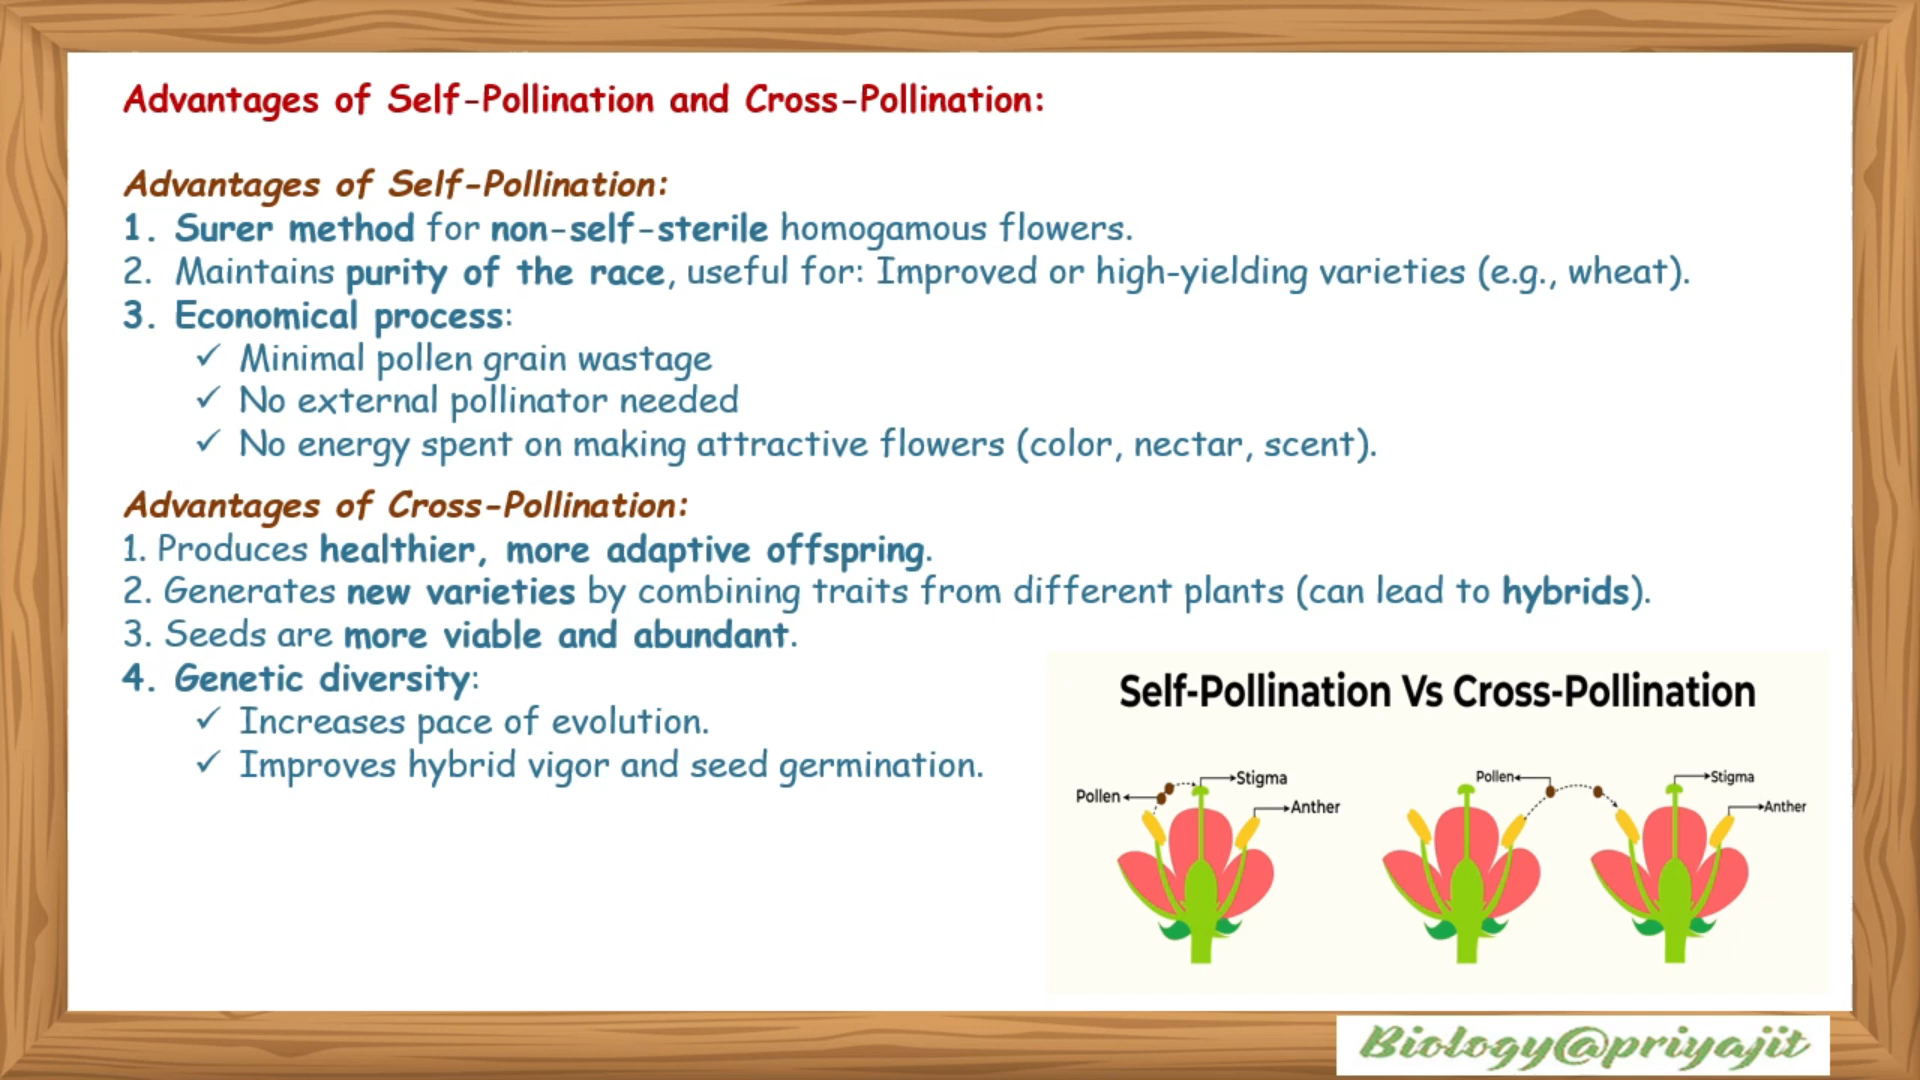 Advantages of Self-Pollination and Cross-Pollination:
Advantages of Self-Pollination:
1. Surer method for non-self-sterile homogamous flowers.
2. Maintains purity of the race, useful for: Improved or high-yielding varieties (e.g., wheat).
3. Economical process:
✓ Minimal pollen grain wastage
✓ No external pollinator needed
✓ No energy spent on making attractive flowers (color, nectar, scent).
Advantages of Cross-Pollination:
1. Produces healthier, more adaptive offspring.
2. Generates new varieties by combining traits from different plants (can lead to hybrids).
3. Seeds are more viable and abundant.
4. Genetic diversity:
✓ Increases pace of evolution.
✓ Improves hybrid vigor and seed germination.
Self-Pollination Vs Cross-Pollination
Pollen
Stigma
Anther
Pollen
Stigma
Anther
Biology@priyajit